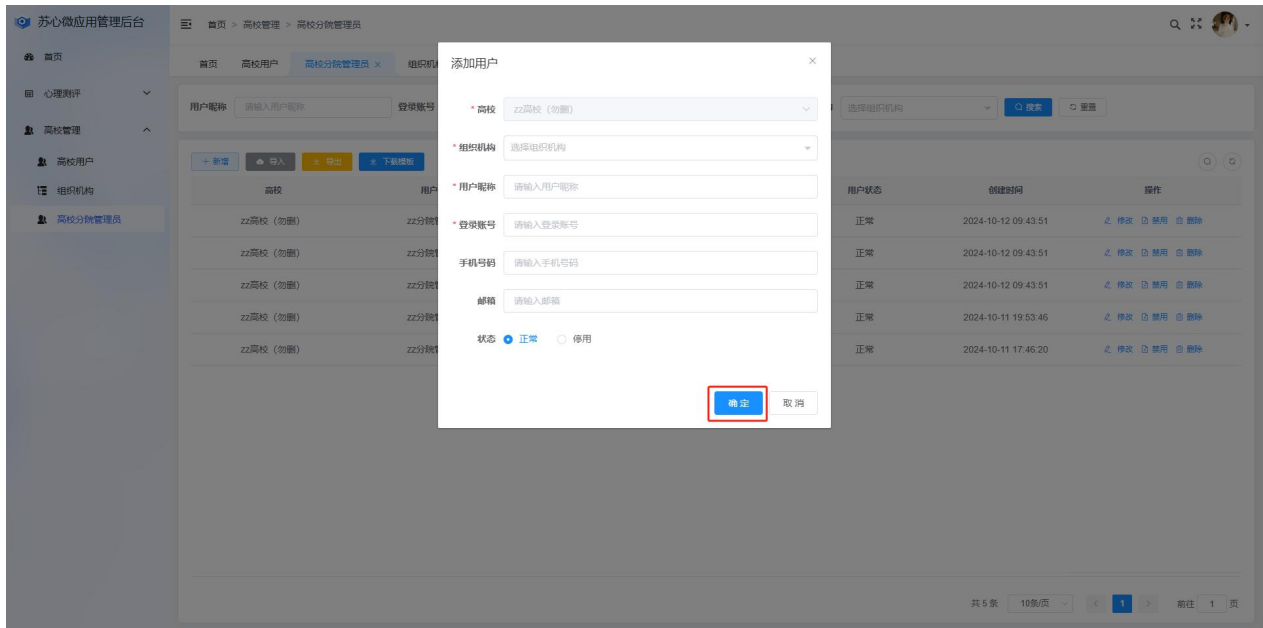 苏心微应用管理后台
首页 > 高校管理 > 高校分院管理员
首页
心理测评
高校管理
高校用户
组织机构
高校分院管理员
首页 高校用户 高校分院管理员 × 组织机
用户昵称 请输入用户昵称 登录账号 选择组织机构 搜索 重置
+ 新增 导入 导出 下载模板
高校 用户 用户状态 创建时间 操作
zz高校（勿删） zz分院 正常 2024-10-12 09:43:51 修改 禁用 删除
zz高校（勿删） zz分院 正常 2024-10-12 09:43:51 修改 禁用 删除
zz高校（勿删） zz分院 正常 2024-10-12 09:43:51 修改 禁用 删除
zz高校（勿删） zz分院 正常 2024-10-11 19:53:46 修改 禁用 删除
zz高校（勿删） zz分院 正常 2024-10-11 17:46:20 修改 禁用 删除
添加用户 ×
* 高校 zz高校（勿删）
* 组织机构 选择组织机构
* 用户昵称 请输入用户昵称
* 登录账号 请输入登录账号
手机号码 请输入手机号码
邮箱 请输入邮箱
状态 正常 停用
确定 取消
共 5 条 10条/页 < 1 > 前往 1 页